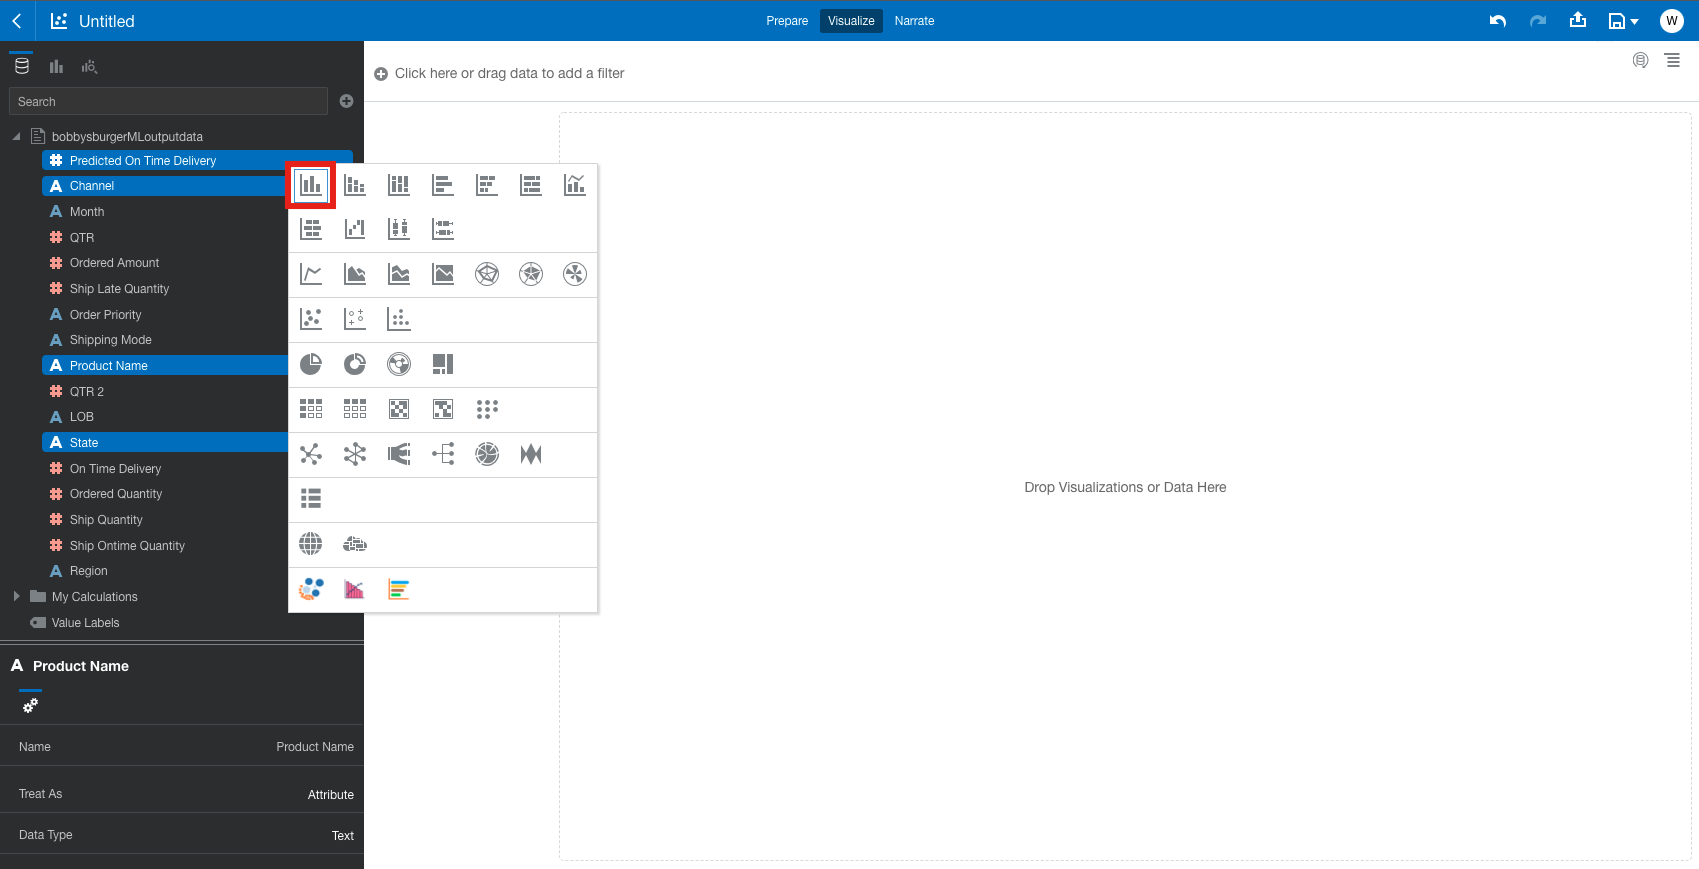 Untitled
Prepare
Visualize
Narrate
W
Click here or drag data to add a filter
Search
bobbysburgerMLoutputdata
Predicted On Time Delivery
A Channel
A Month
QTR
Ordered Amount
Ship Late Quantity
A Order Priority
A Shipping Mode
A Product Name
QTR 2
A LOB
A State
On Time Delivery
Ordered Quantity
Ship Quantity
Ship Ontime Quantity
A Region
My Calculations
Value Labels
Drop Visualizations or Data Here
A Product Name
Name Product Name
Treat As Attribute
Data Type Text